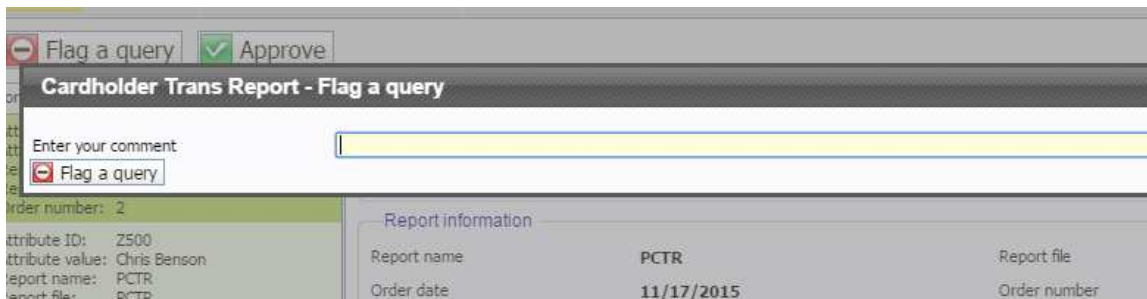 Flag a query Approve
Cardholder Trans Report - Flag a query
Enter your comment
Flag a query
Order number: 2
Attribute ID: Z500
Attribute value: Chris Benson
Report name: PCTR
Report file: PCTR
Report information
Report name PCTR Report file
Order date 11/17/2015 Order number